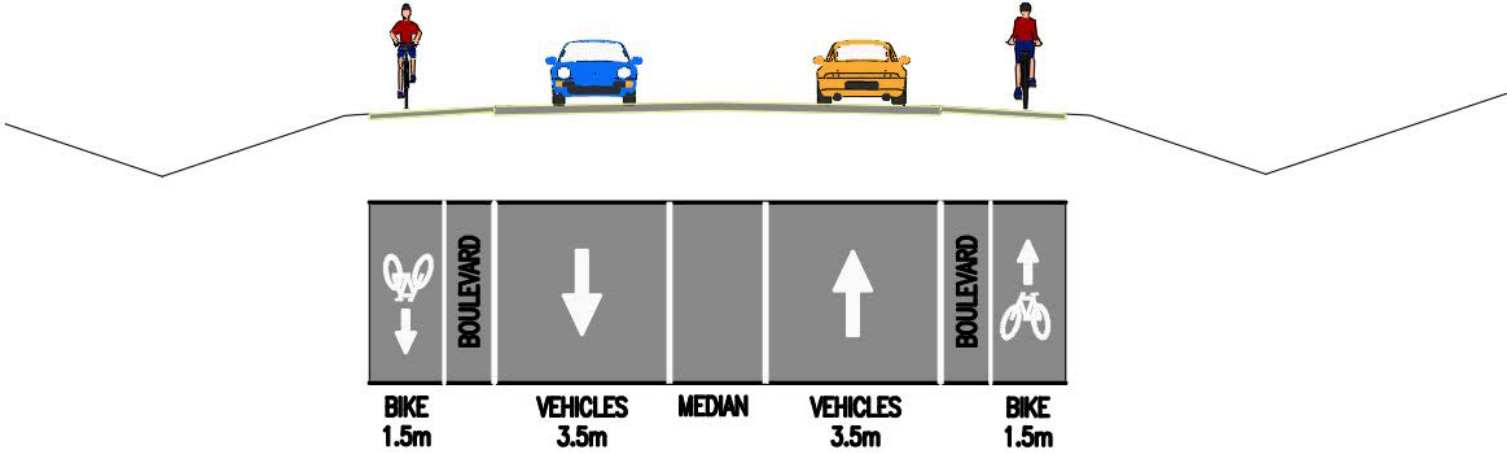 BOULEVARD
BOULEVARD
BIKE
1.5m
VEHICLES
3.5m
MEDIAN
VEHICLES
3.5m
BIKE
1.5m